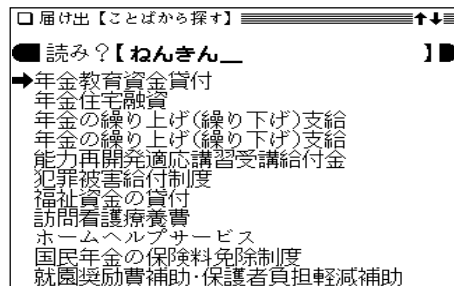 届け出【ことばから探す】
読み?【ねんきん_】
➡年金教育資金貸付
年金住宅融資
年金の繰り上げ(繰り下げ)支給
年金の繰り上げ(繰り下げ)支給
能力再開発適応講習受講給付金
犯罪被害給付制度
福祉資金の貸付
訪問看護療養費
ホームヘルプサービス
国民年金の保険料免除制度
就園奨励費補助・保護者負担軽減補助